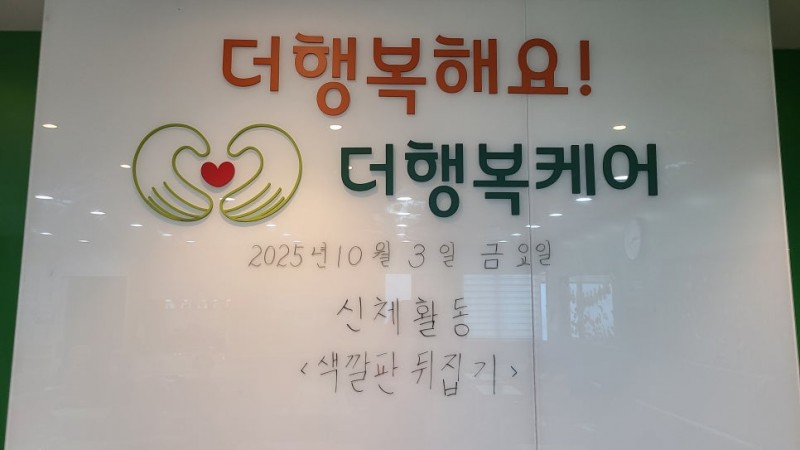 더행복해요!
더행복케어
2025년 10월 3일 금요일
신체활동
<색깔판 뒤집기>